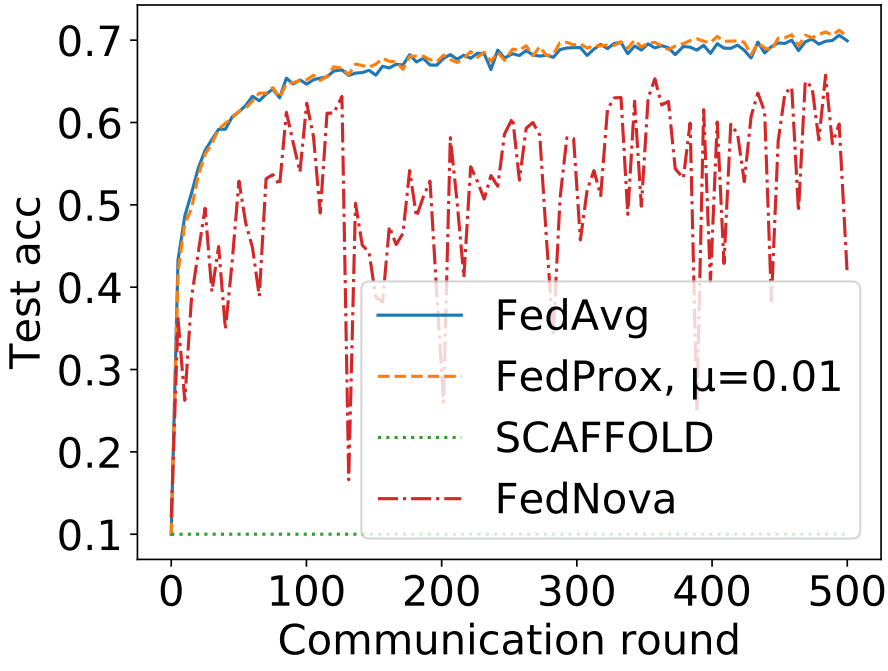 Test acc
0.7
0.6
0.5
0.4
0.3
0.2
0.1
FedAvg
FedProx, μ=0.01
SCAFFOLD
FedNova
0 100 200 300 400 500
Communication round